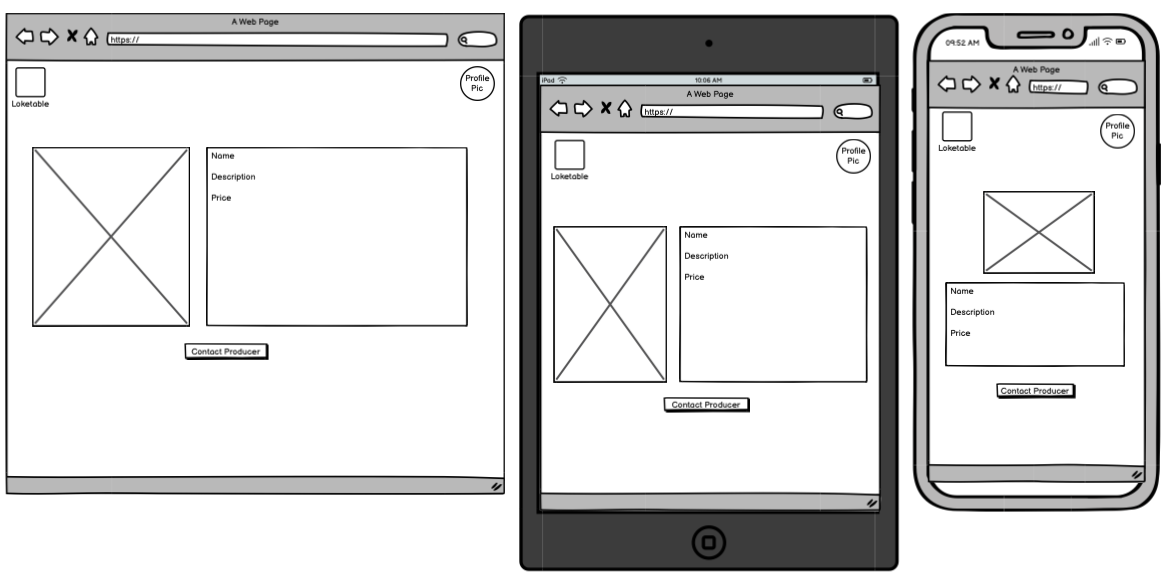 A Web Page
https://
Loketable
Profile
Pic
Name
Description
Price
Contact Producer
iPad
10:06 AM
A Web Page
https://
Loketable
Profile
Pic
Name
Description
Price
Contact Producer
09:52 AM
A Web Page
https://
Loketable
Profile
Pic
Name
Description
Price
Contact Producer